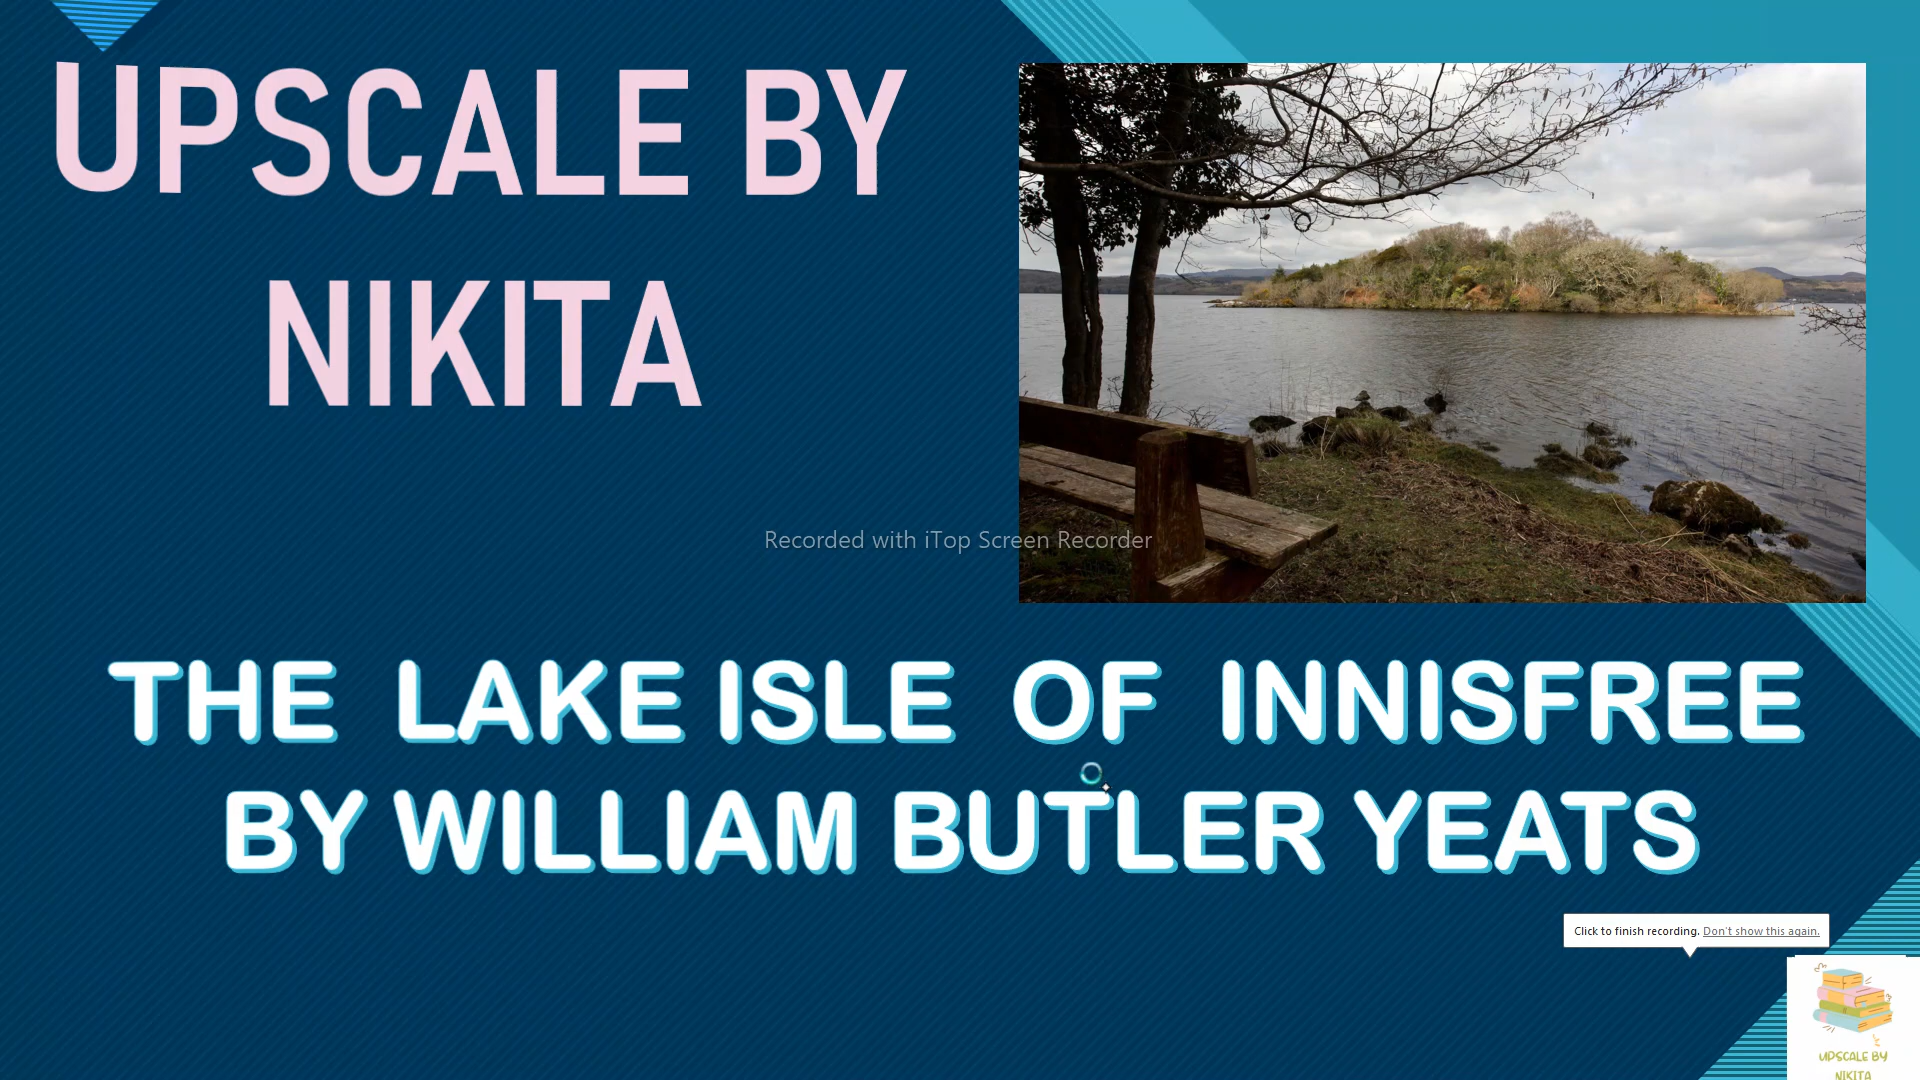 UPSCALE BY
NIKITA
Recorded with iTop Screen Recorder
THE LAKE ISLE OF INNISFREE
BY WILLIAM BUTLER YEATS
Click to finish recording. Don't show this again.
UPSCALE BY
NIKITA